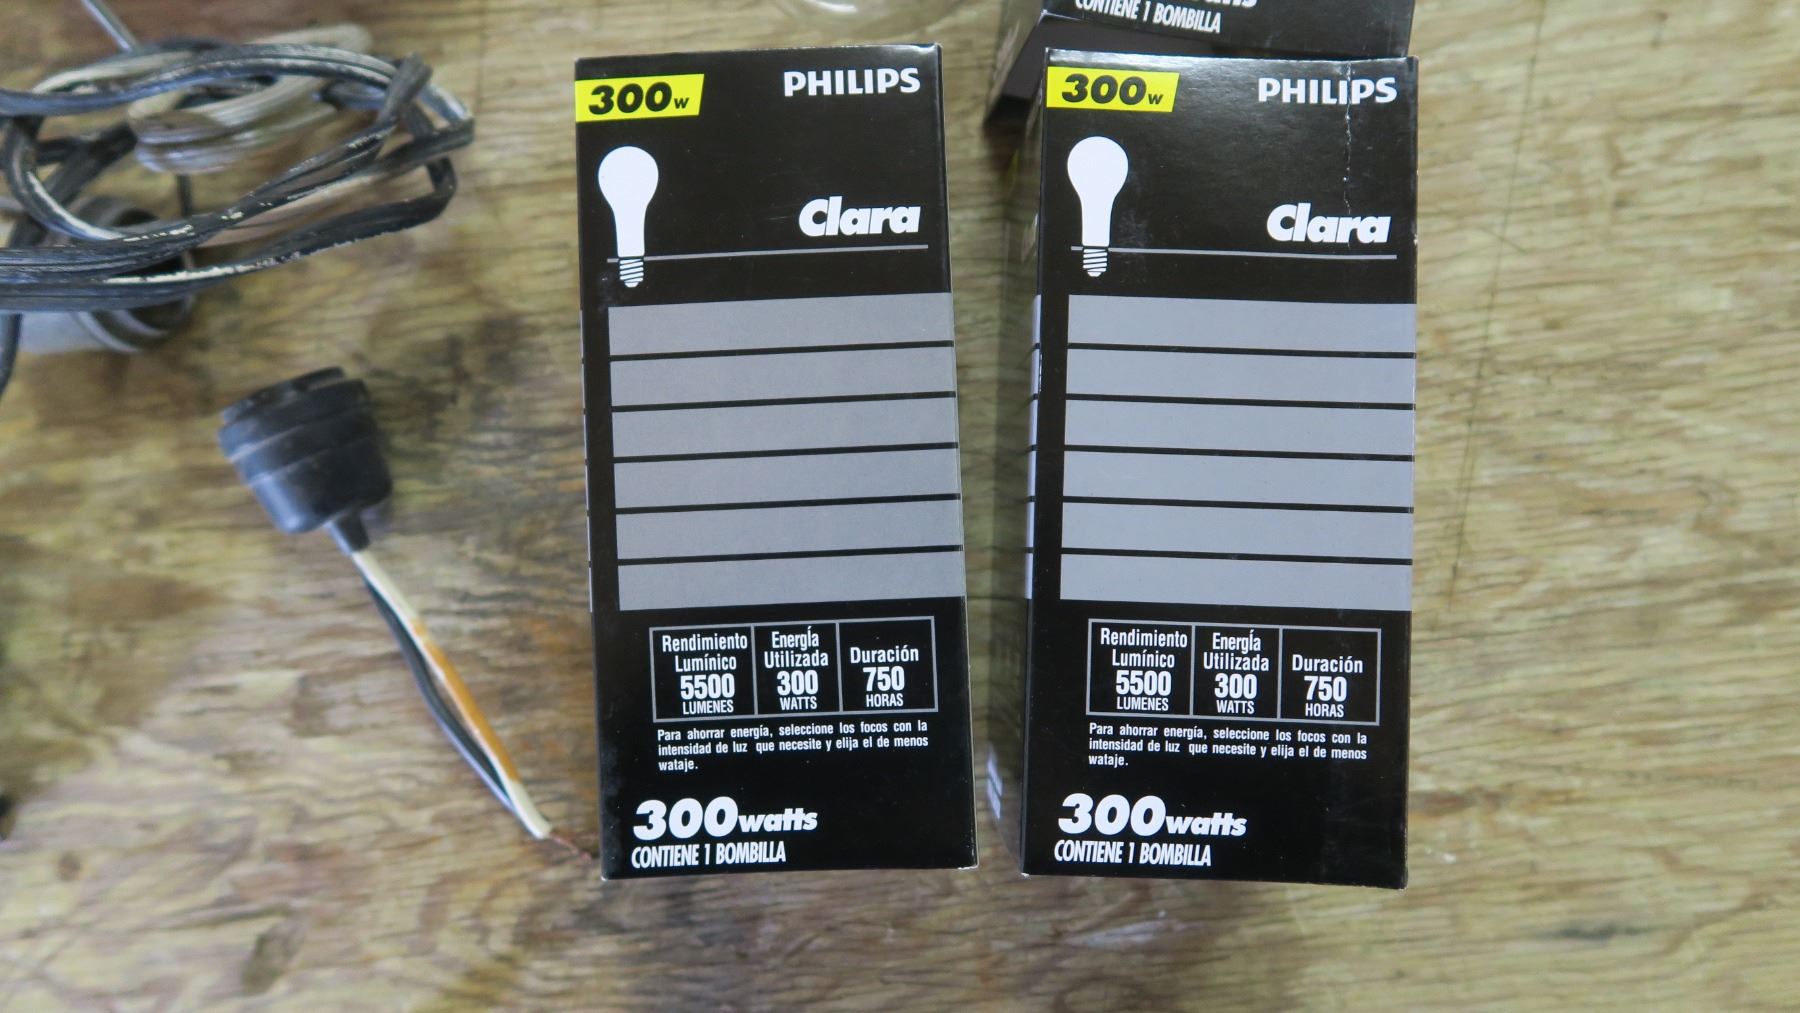 CONTIENE 1 BOMBILLA
300w PHILIPS
Clara
Rendimiento
Lumínico
5500
LUMENES
Energía
Utilizada
300
WATTS
Duración
750
HORAS
Para ahorrar energía, seleccione los focos con la
intensidad de luz que necesite y elija el de menos
wataje.
300watts
CONTIENE 1 BOMBILLA
300w PHILIPS
Clara
Rendimiento
Lumínico
5500
LUMENES
Energía
Utilizada
300
WATTS
Duración
750
HORAS
Para ahorrar energía, seleccione los focos con la
intensidad de luz que necesite y elija el de menos
wataje.
300watts
CONTIENE 1 BOMBILLA